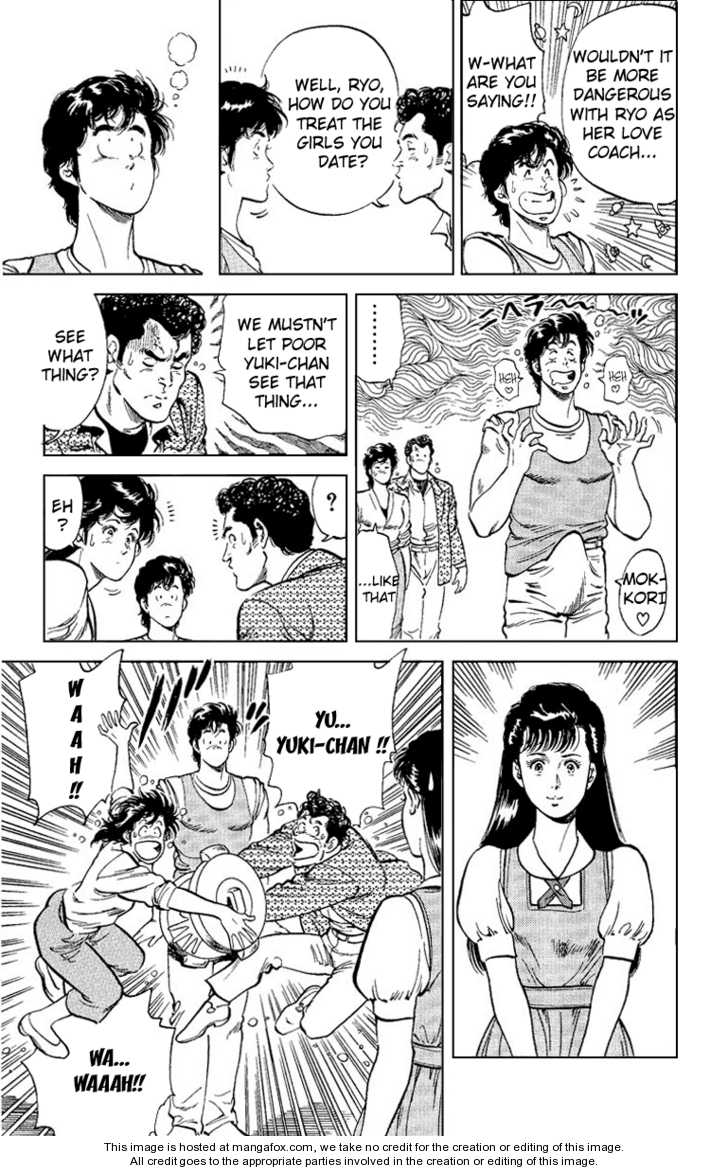 WOULDN'T IT
BE MORE
DANGEROUS
WITH RYO AS
HER LOVE
COACH...
W-WHAT
ARE YOU
SAYING!!
WELL, RYO,
HOW DO YOU
TREAT THE
GIRLS YOU
DATE?
.......
HEH
♡
HEH
♡
MOK-
KORI
♡
...LIKE
THAT
WE MUSTN'T
LET POOR
YUKI-CHAN
SEE THAT
THING...
SEE
WHAT
THING?
?
EH
?
YU...
YUKI-CHAN !!
WAAH!!
WA...
WAAAH!!
This image is hosted at mangafox.com, we take no credit for the creation or editing of this image.
All credit goes to the appropriate parties involved in the creation or editing of this image.